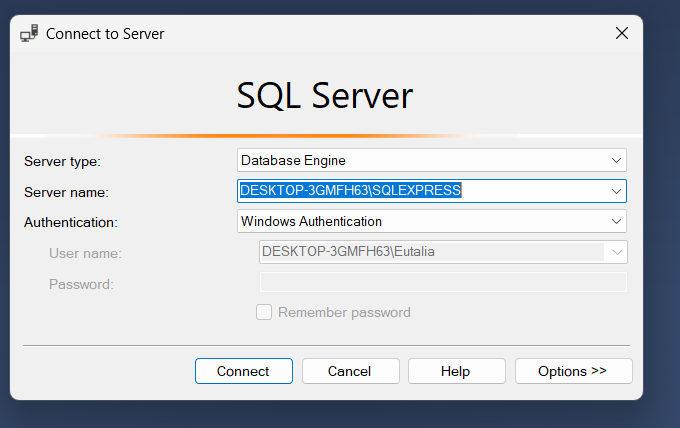 Connect to Server
SQL Server
Server type: Database Engine
Server name: DESKTOP-3GMFH63\SQLEXPRESS
Authentication: Windows Authentication
User name: DESKTOP-3GMFH63\Eutalia
Password:
Remember password
Connect Cancel Help Options >>